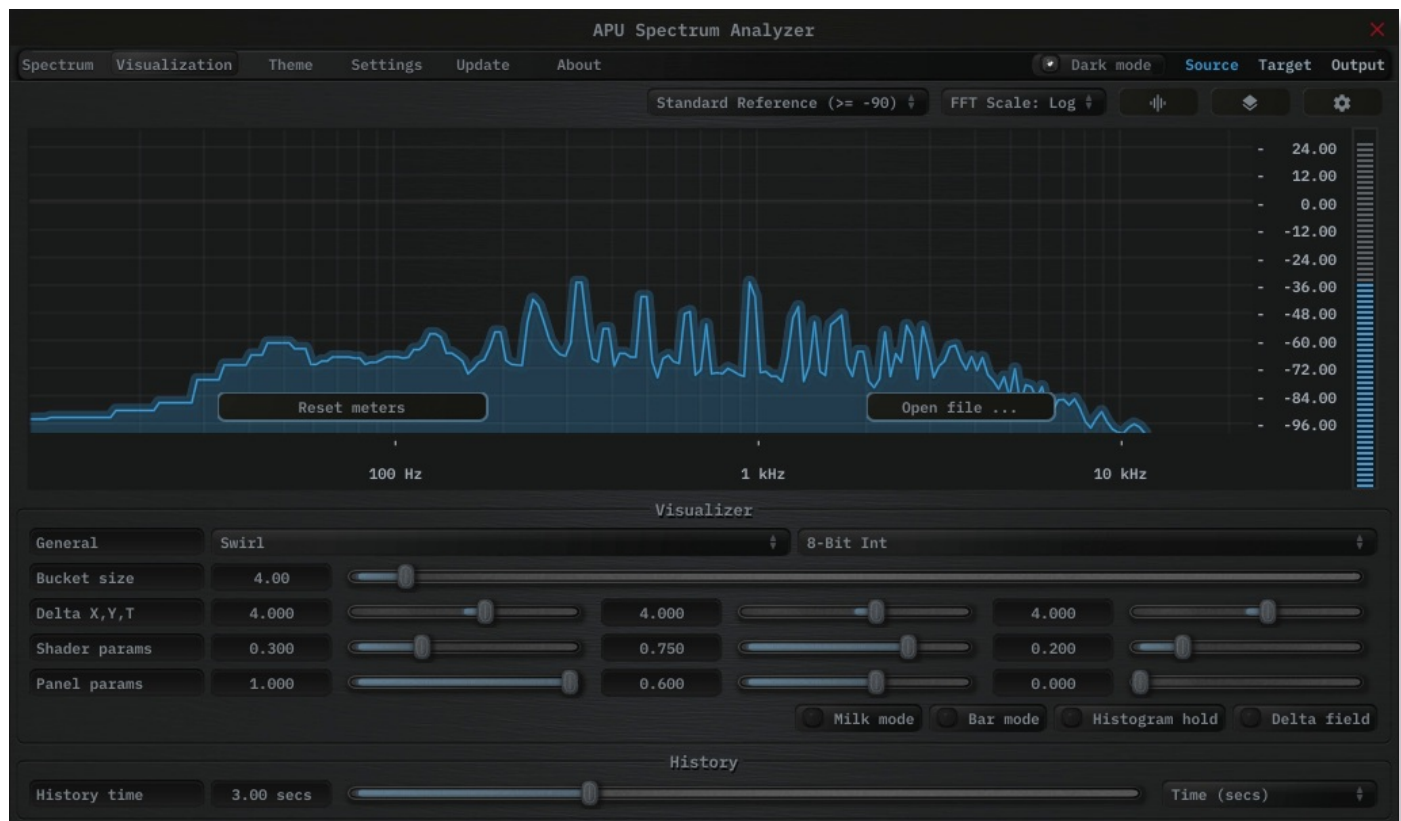 APU Spectrum Analyzer
Spectrum Visualization Theme Settings Update About Dark mode Source Target Output
Standard Reference (>= -90) FFT Scale: Log
- 24.00
- 12.00
- 0.00
- -12.00
- -24.00
- -36.00
- -48.00
- -60.00
- -72.00
- -84.00
- -96.00
Reset meters Open file ...
100 Hz 1 kHz 10 kHz
Visualizer
General Swirl 8-Bit Int
Bucket size 4.00
Delta X,Y,T 4.000 4.000 4.000
Shader params 0.300 0.750 0.200
Panel params 1.000 0.600 0.000
Milk mode Bar mode Histogram hold Delta field
History
History time 3.00 secs Time (secs)